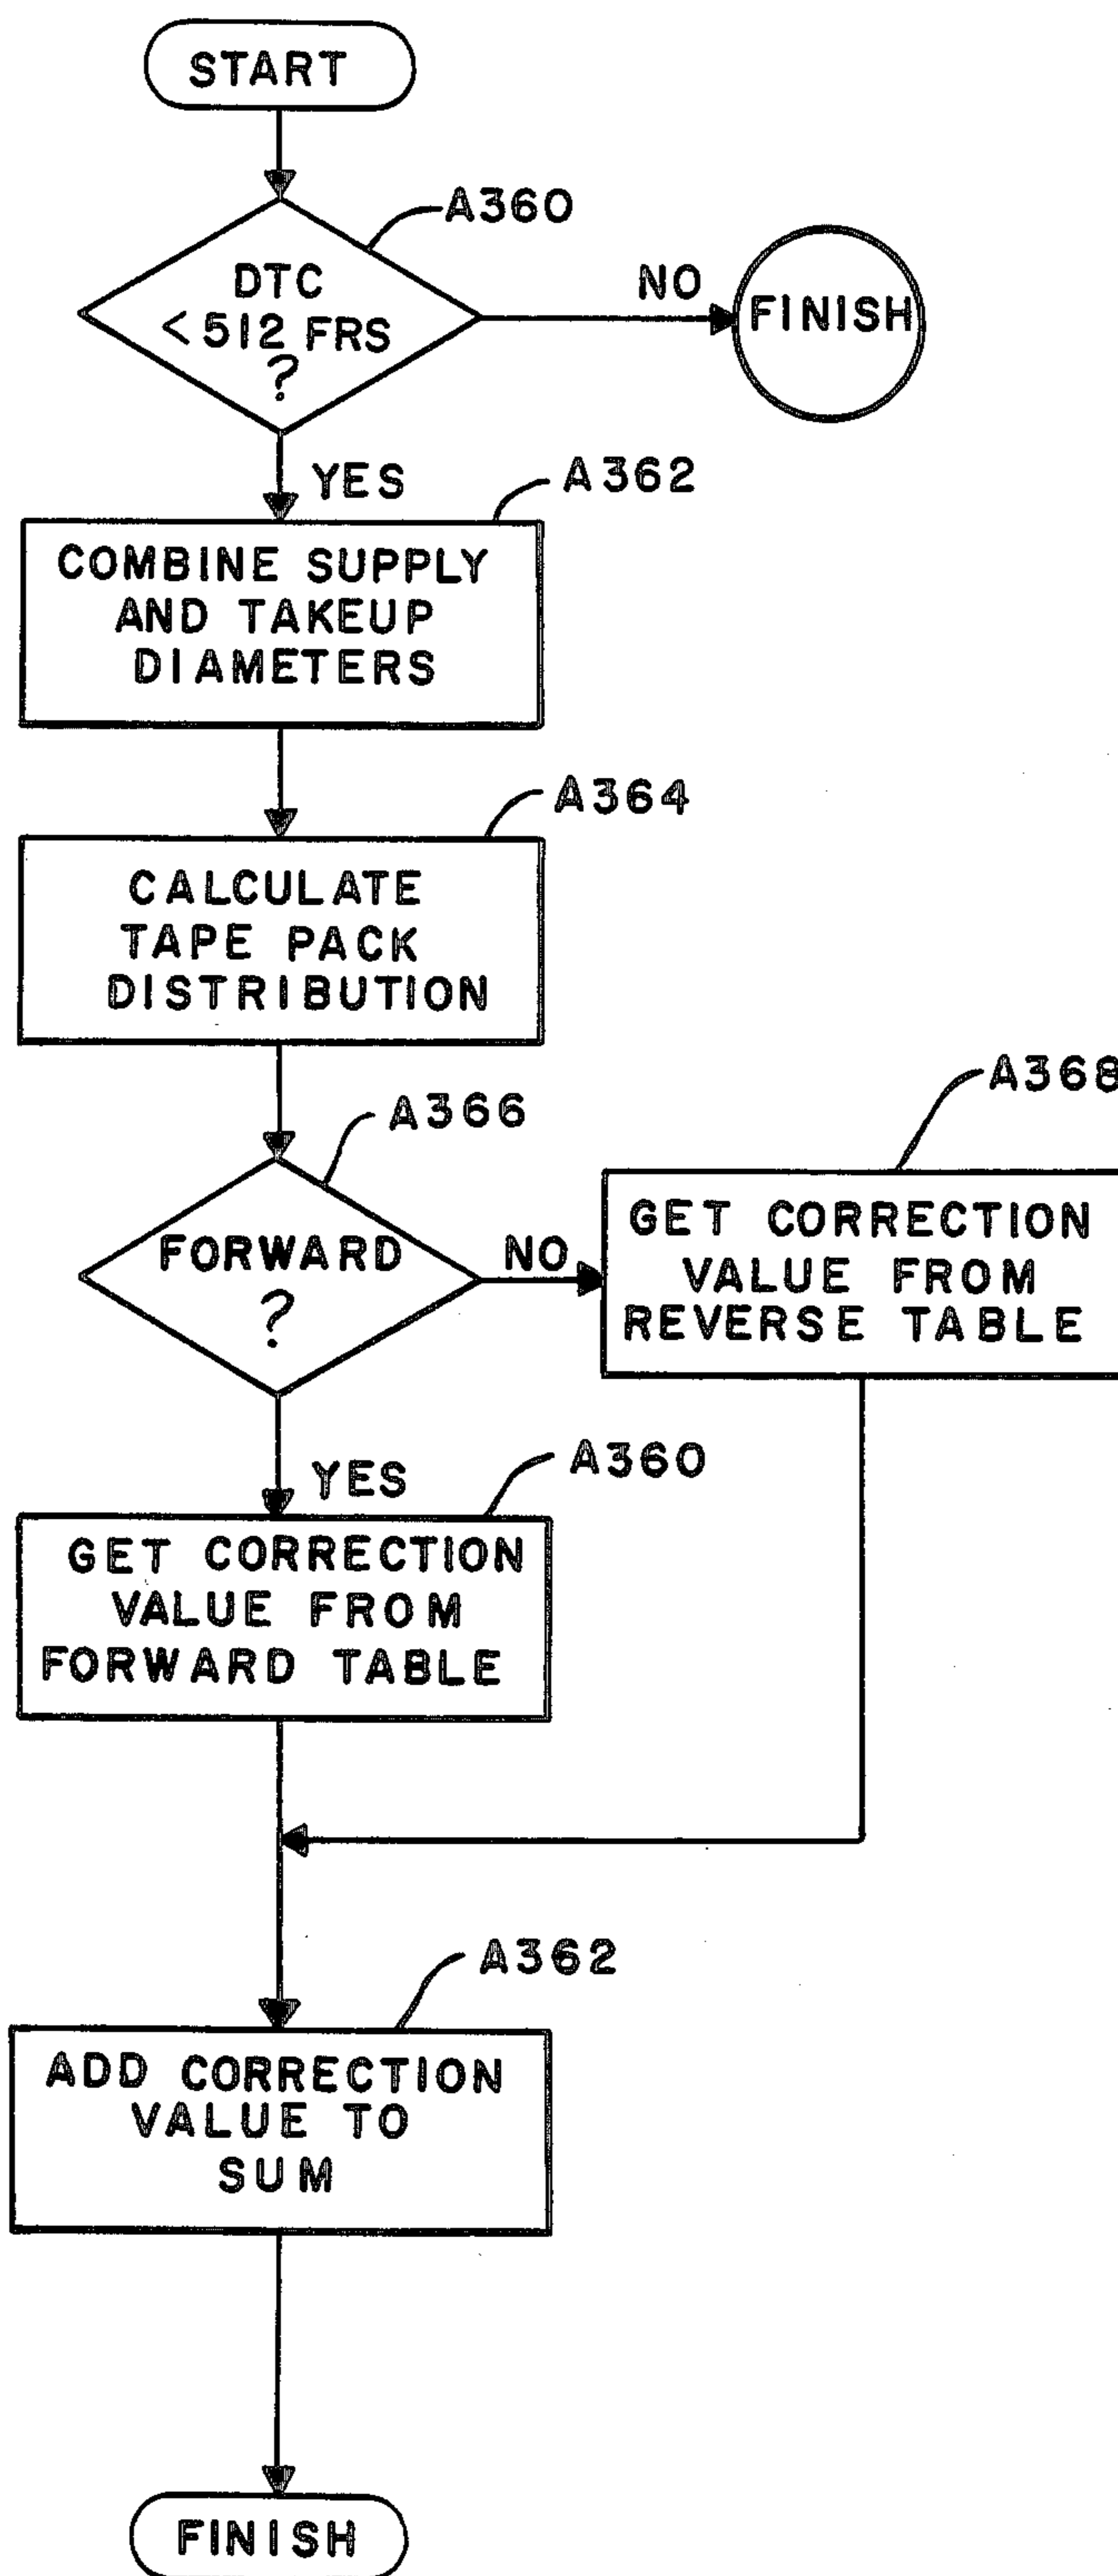 START
A360
DTC
< 512 FRS
?
NO
FINISH
YES
A362
COMBINE SUPPLY
AND TAKEUP
DIAMETERS
A364
CALCULATE
TAPE PACK
DISTRIBUTION
A366
FORWARD
?
NO
A368
GET CORRECTION
VALUE FROM
REVERSE TABLE
YES
A360
GET CORRECTION
VALUE FROM
FORWARD TABLE
A362
ADD CORRECTION
VALUE TO
SUM
FINISH